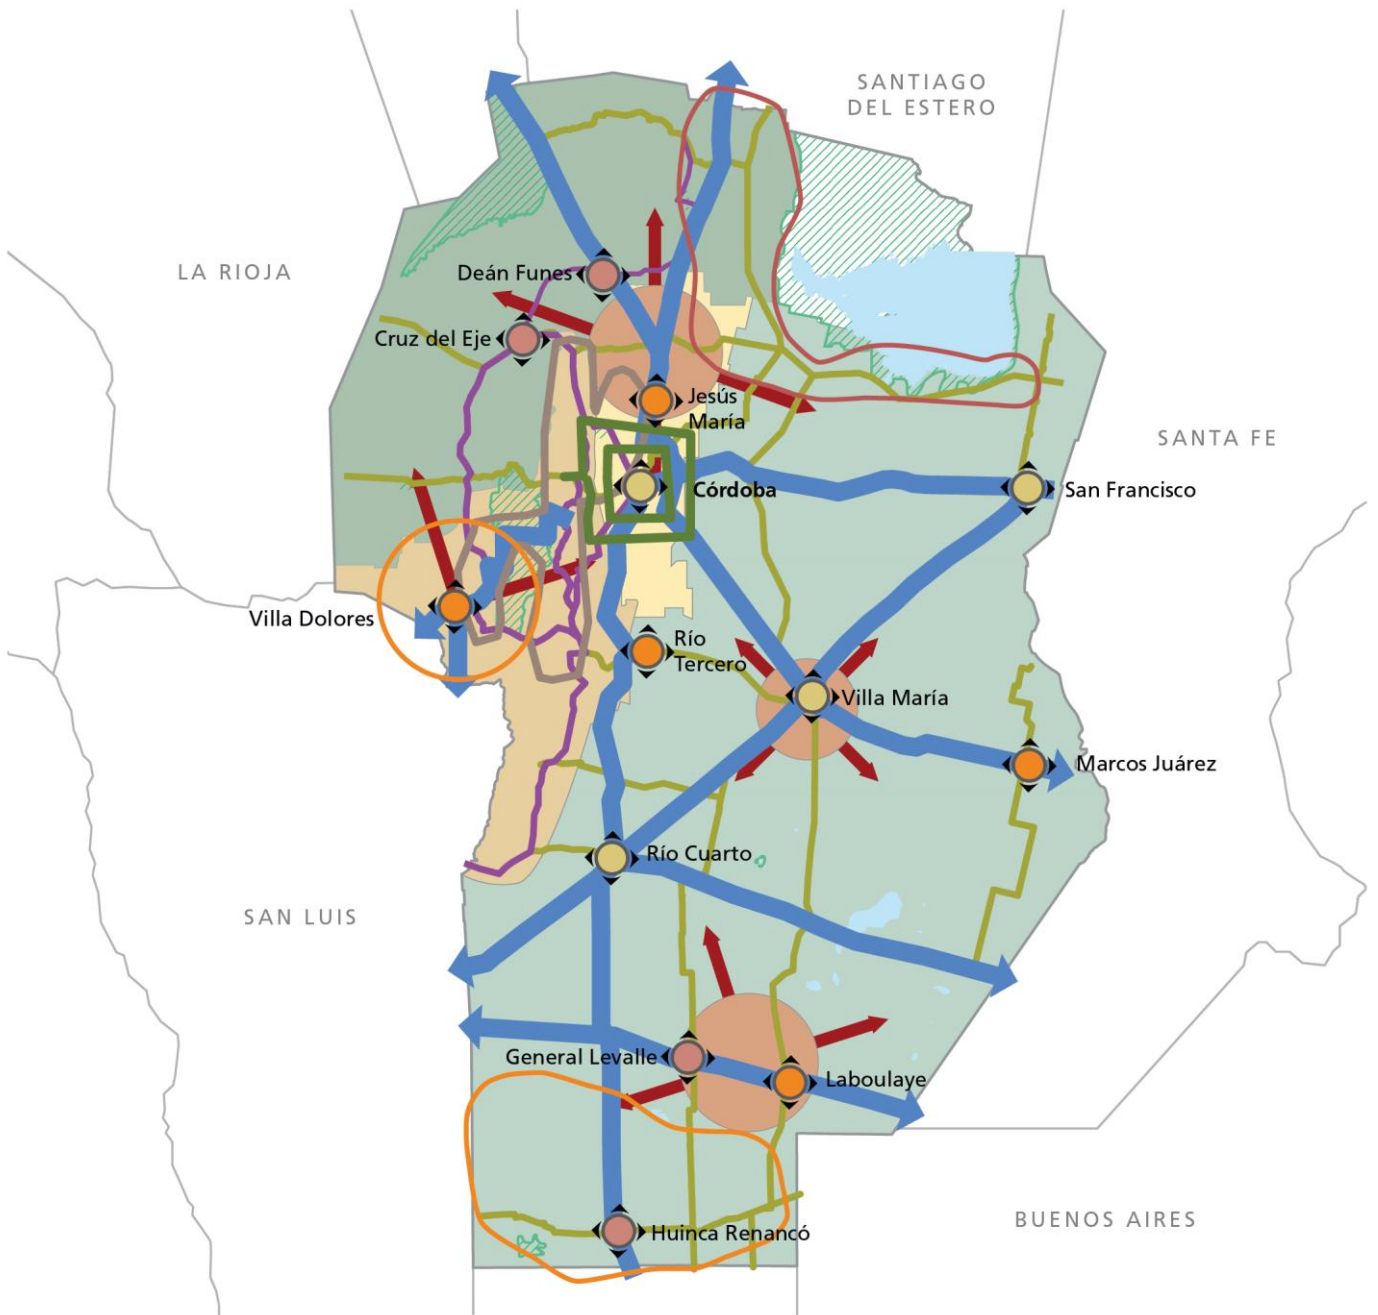 SANTIAGO
DEL ESTERO
LA RIOJA
Deán Funes
Cruz del Eje
Jesús
María
SANTA FE
Córdoba
San Francisco
Villa Dolores
Río
Tercero
Villa María
Marcos Juárez
Río Cuarto
SAN LUIS
General Levalle
Laboulaye
BUENOS AIRES
Huinca Renancó